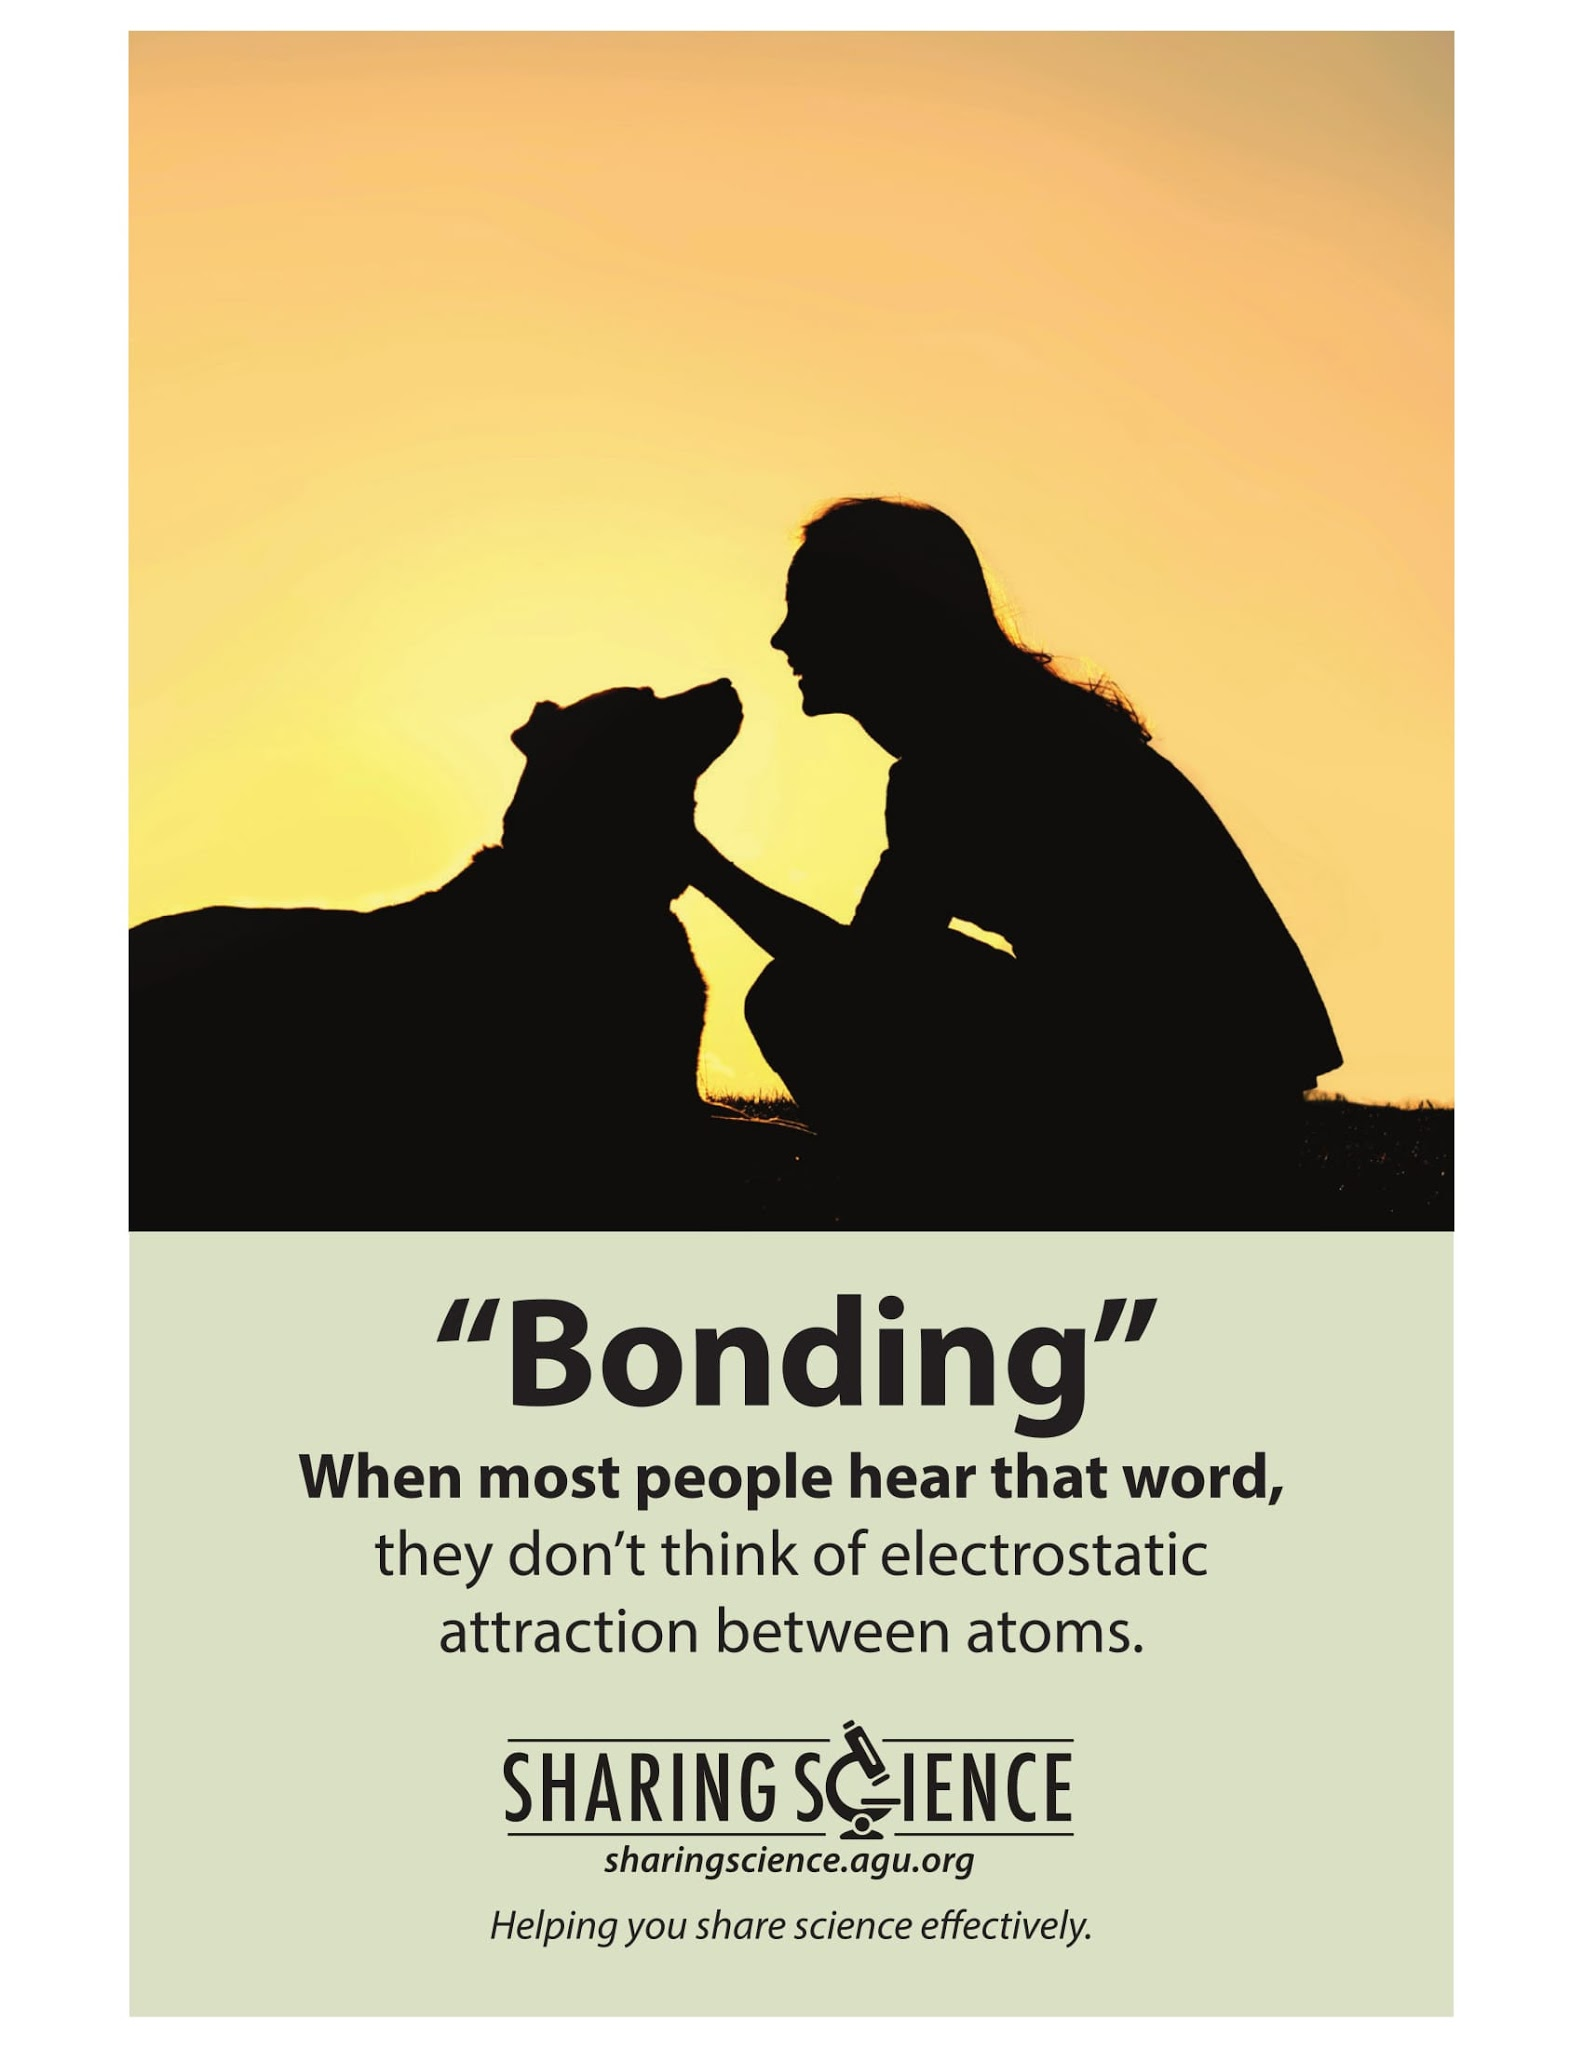 “Bonding”
When most people hear that word,
they don’t think of electrostatic
attraction between atoms.
SHARING SCIENCE
sharingscience.agu.org
Helping you share science effectively.